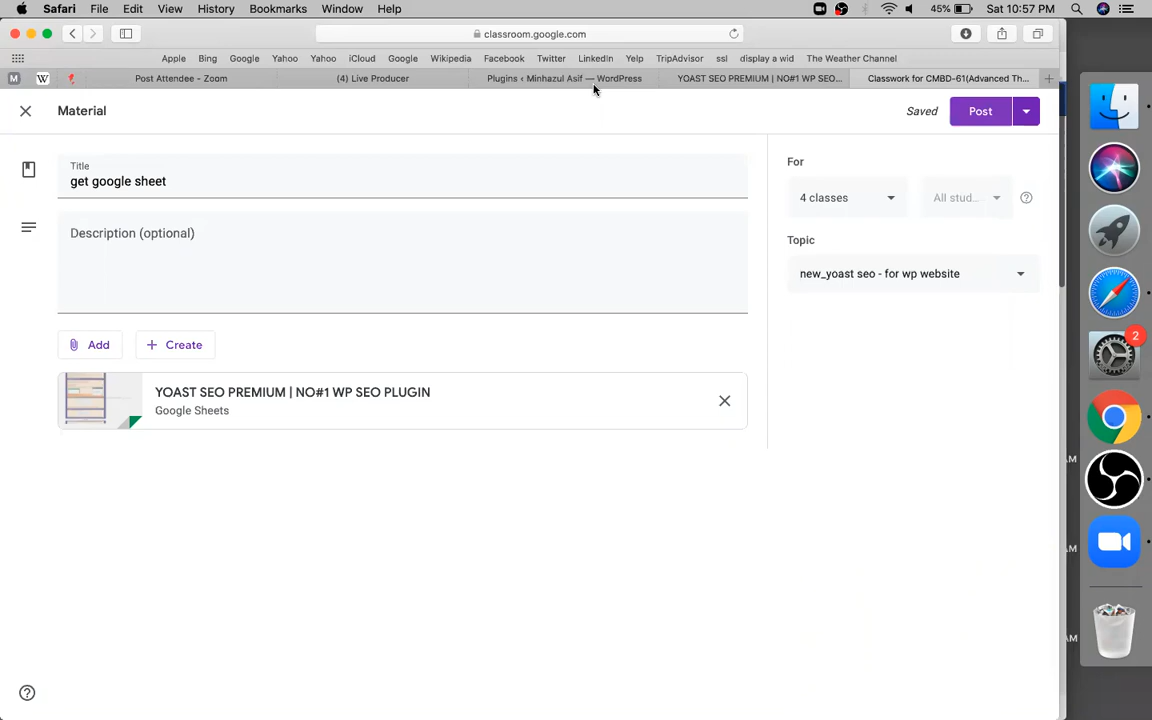 Safari File Edit View History Bookmarks Window Help 45% Sat 10:57 PM
classroom.google.com
Apple Bing Google Yahoo Yahoo iCloud Google Wikipedia Facebook Twitter LinkedIn Yelp TripAdvisor ssl display a wid The Weather Channel
M W Post Attendee - Zoom (4) Live Producer Plugins ‹ Minhazul Asif — WordPress YOAST SEO PREMIUM | NO#1 WP SEO... Classwork for CMBD-61(Advanced Th...
Material Saved Post
Title
get google sheet
Description (optional)
For
4 classes All stud...
Topic
new_yoast seo - for wp website
Add Create
YOAST SEO PREMIUM | NO#1 WP SEO PLUGIN
Google Sheets
2
AM
AM
AM